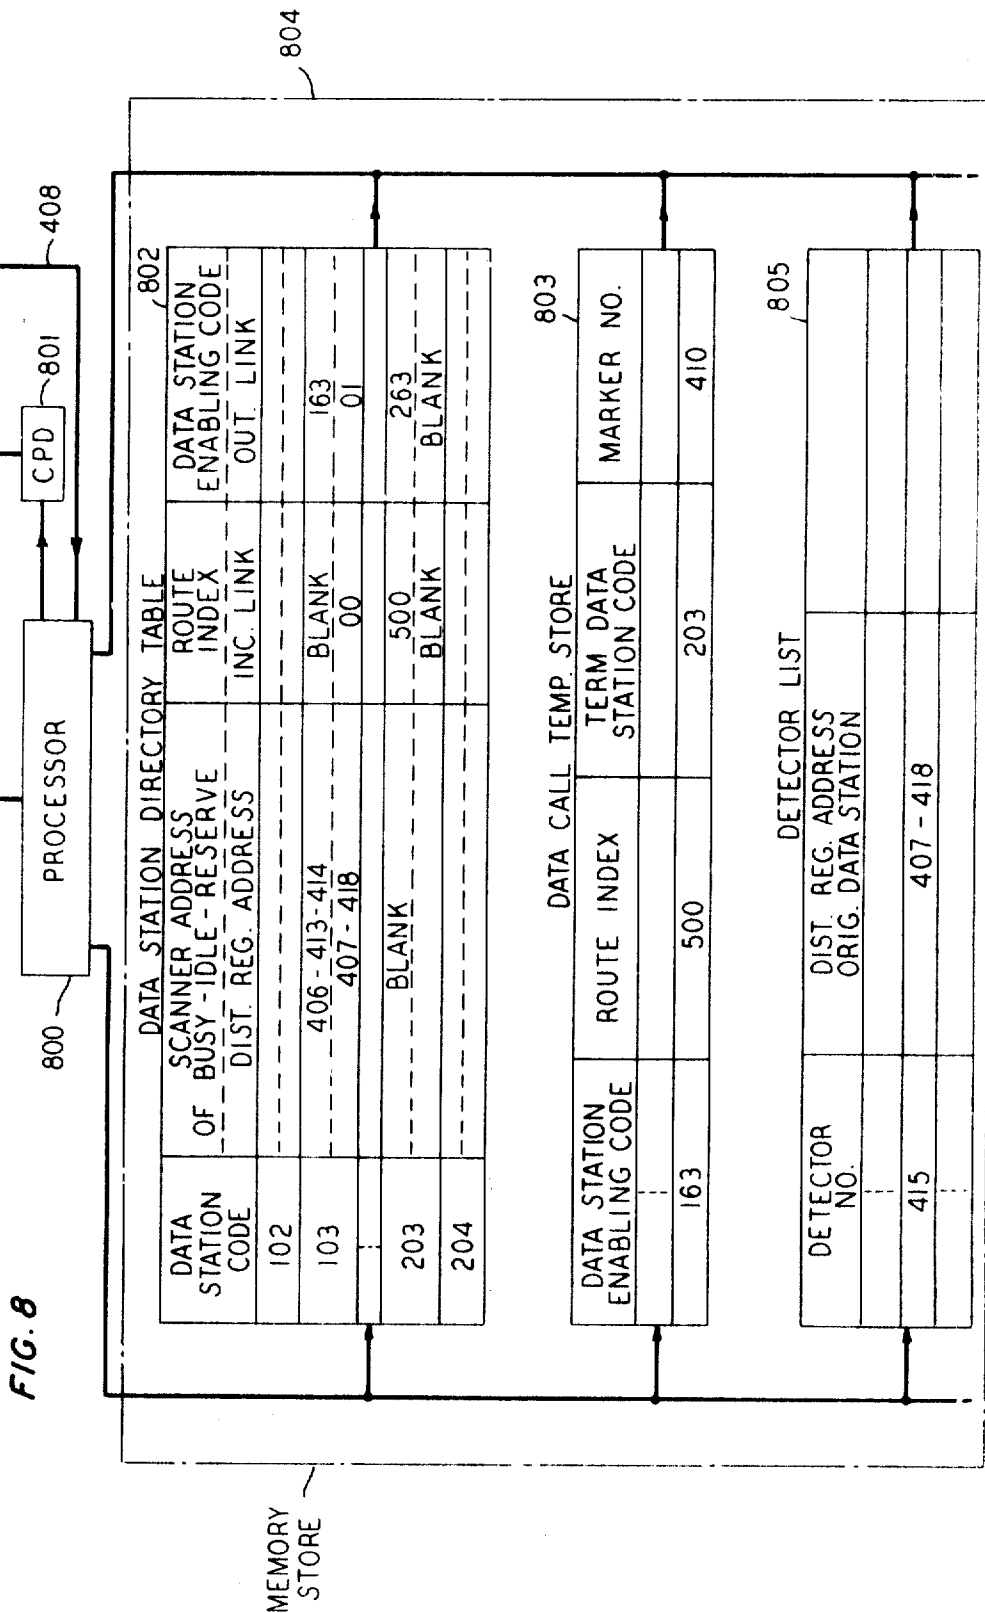 FIG. 8
408
PROCESSOR
800
CPD
801
804
MEMORY
STORE
DATA STATION DIRECTORY TABLE
802
DATA
STATION
CODE
SCANNER ADDRESS
OF BUSY-IDLE-RESERVE
DIST. REG. ADDRESS
ROUTE
INDEX
INC. LINK
DATA STATION
ENABLING CODE
OUT. LINK
102
103
406-413-414
BLANK
163
407-418
00
01
203
BLANK
500
263
BLANK
BLANK
204
DATA CALL TEMP. STORE
803
DATA STATION
ENABLING CODE
ROUTE INDEX
TERM DATA
STATION CODE
MARKER NO.
163
500
203
410
DETECTOR LIST
805
DETECTOR
NO.
DIST. REG. ADDRESS
ORIG. DATA STATION
415
407-418